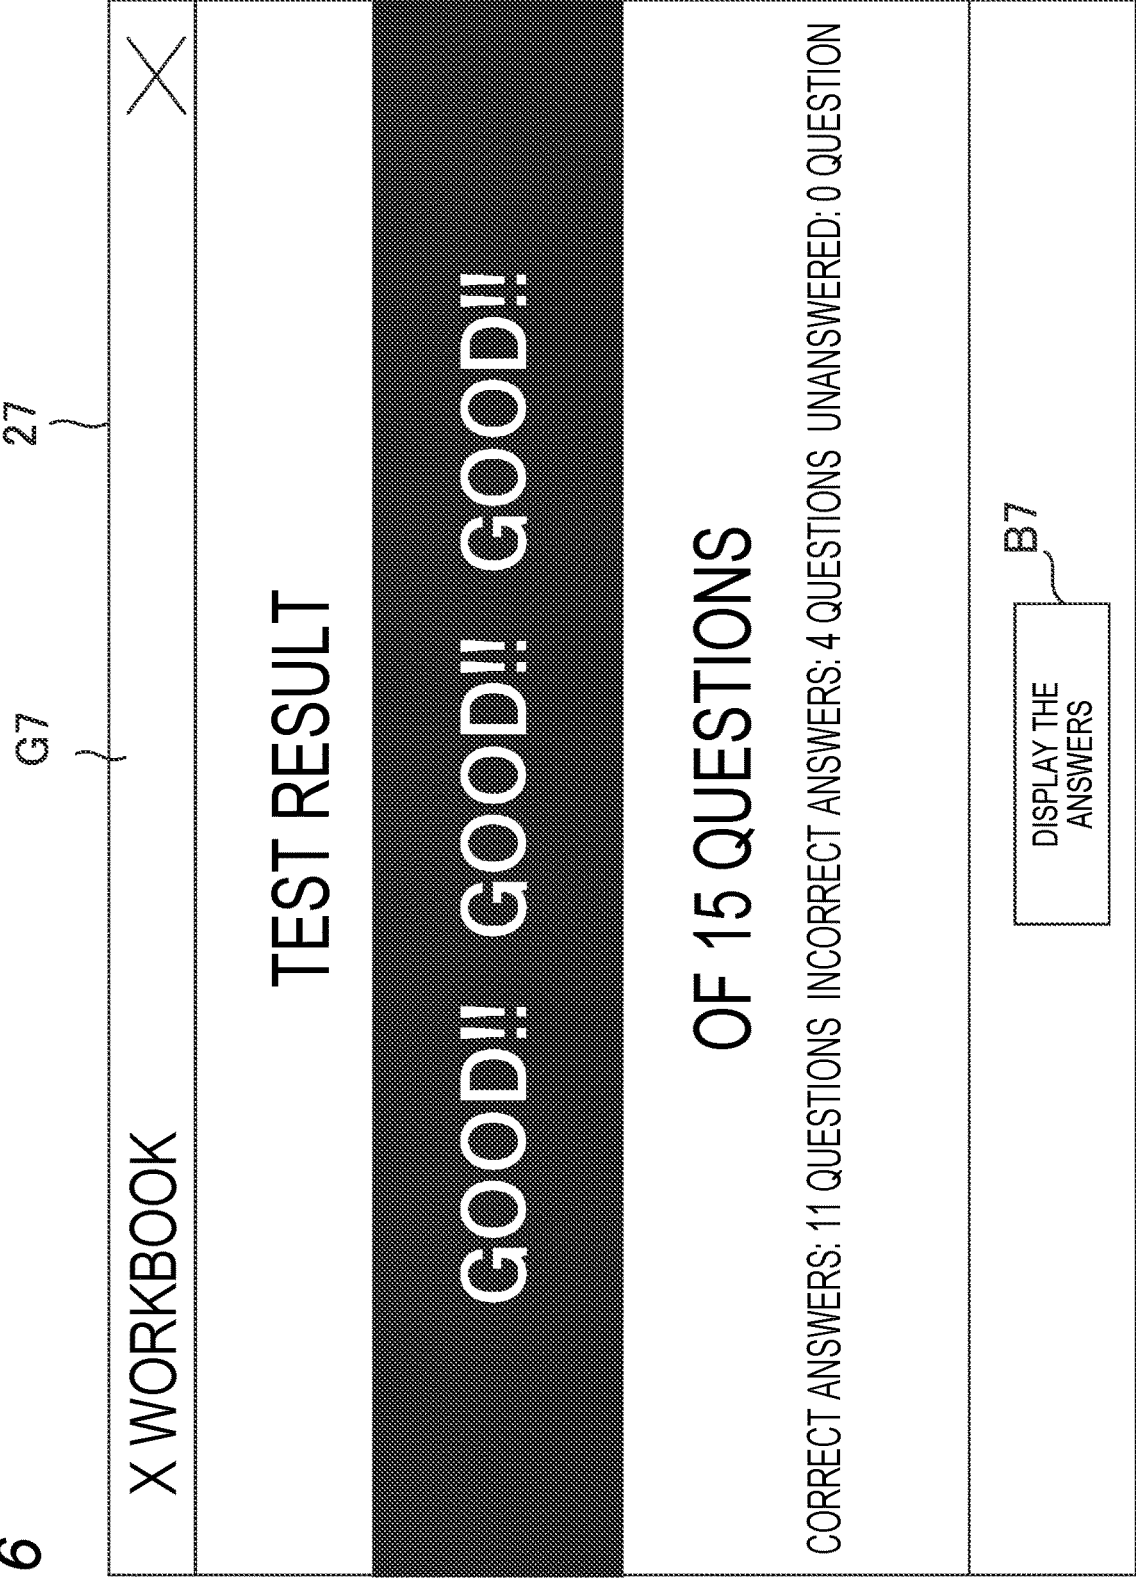 27
G7
X WORKBOOK
TEST RESULT
GOOD!! GOOD!! GOOD!!
OF 15 QUESTIONS
CORRECT ANSWERS: 11 QUESTIONS INCORRECT ANSWERS: 4 QUESTIONS UNANSWERED: 0 QUESTION
B7
DISPLAY THE
ANSWERS